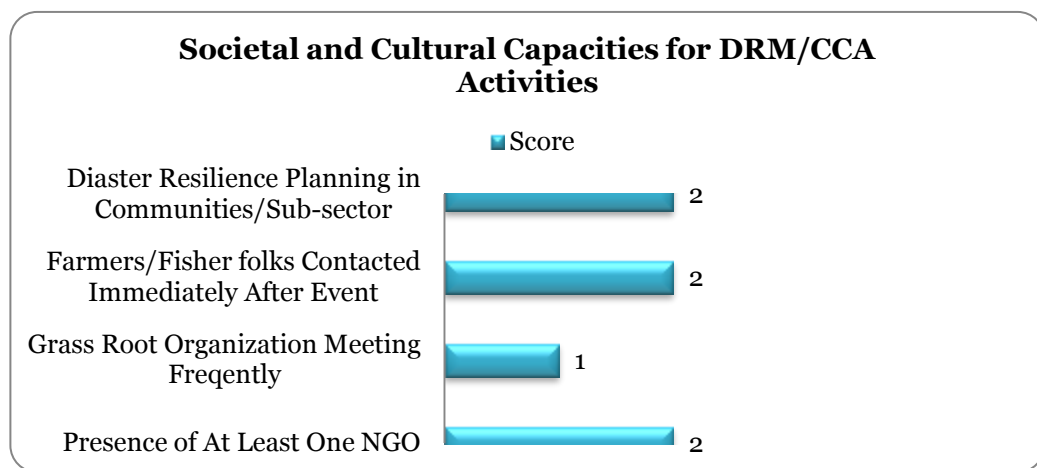 Societal and Cultural Capacities for DRM/CCA
Activities
Score
Diaster Resilience Planning in
Communities/Sub-sector
2
Farmers/Fisher folks Contacted
Immediately After Event
2
Grass Root Organization Meeting
Freqently
1
Presence of At Least One NGO
2